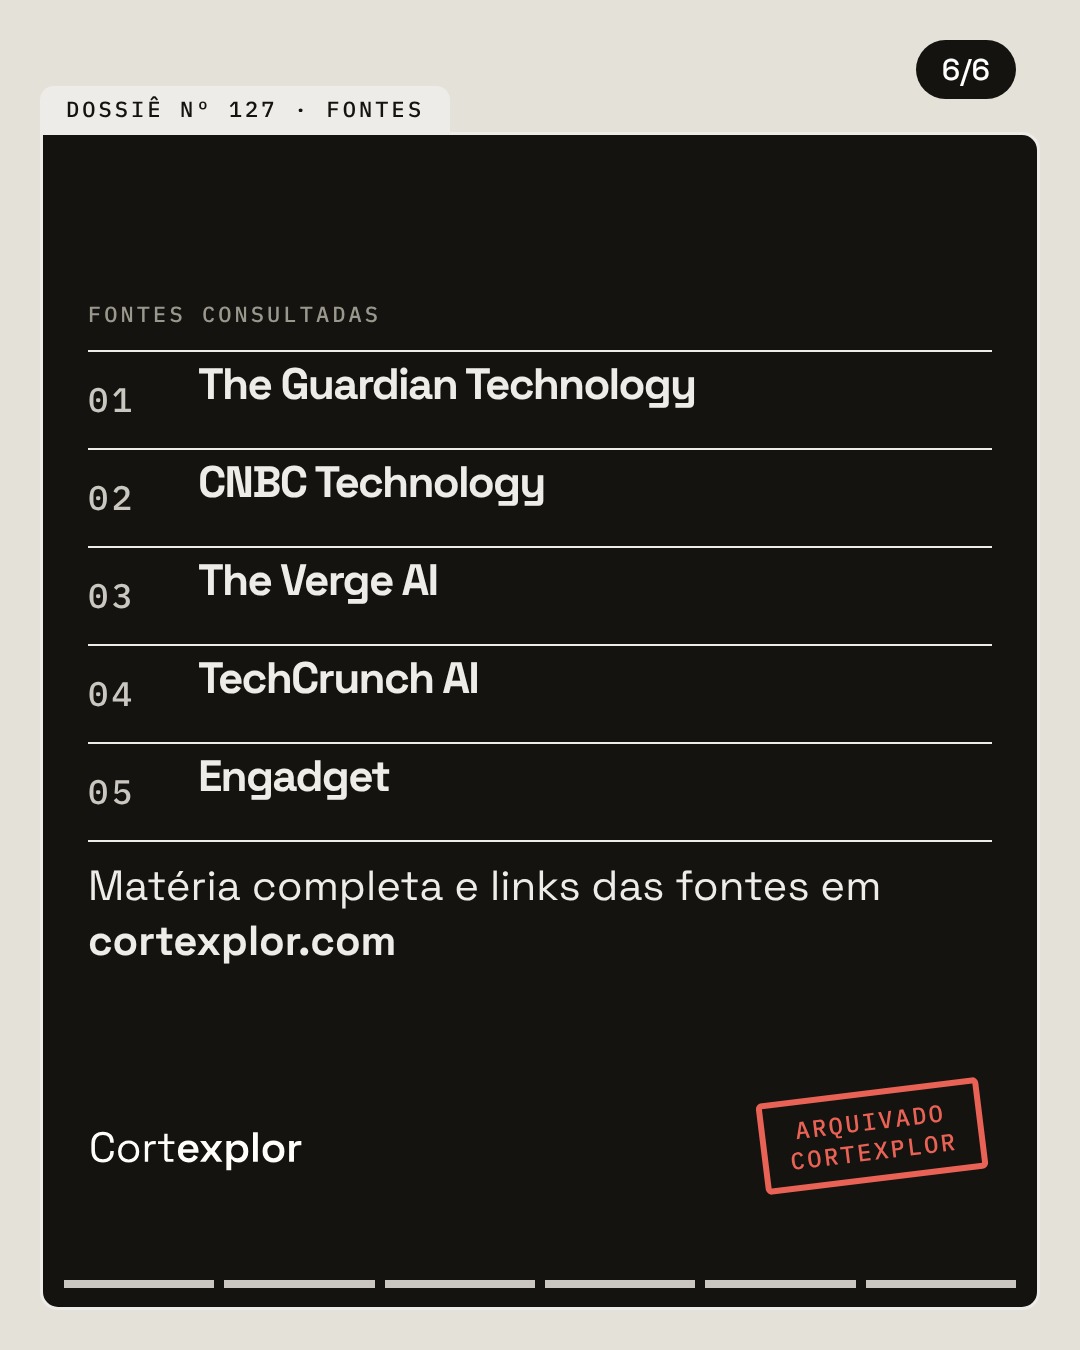 6/6
DOSSIÊ Nº 127 · FONTES
FONTES CONSULTADAS
01 The Guardian Technology
02 CNBC Technology
03 The Verge AI
04 TechCrunch AI
05 Engadget
Matéria completa e links das fontes em
cortexplor.com
Cortexplor
ARQUIVADO
CORTEXPLOR